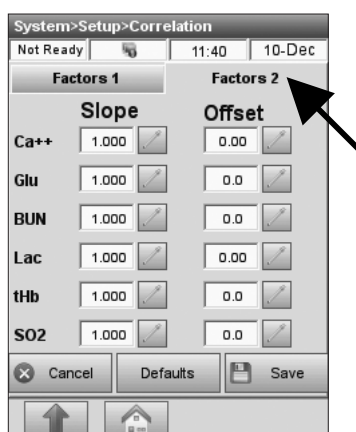 System>Setup>Correlation
Not Ready 11:40 10-Dec
Factors 1 Factors 2
Slope Offset
Ca++ 1.000 0.00
Glu 1.000 0.0
BUN 1.000 0.0
Lac 1.000 0.00
tHb 1.000 0.0
SO2 1.000 0.0
Cancel Defaults Save